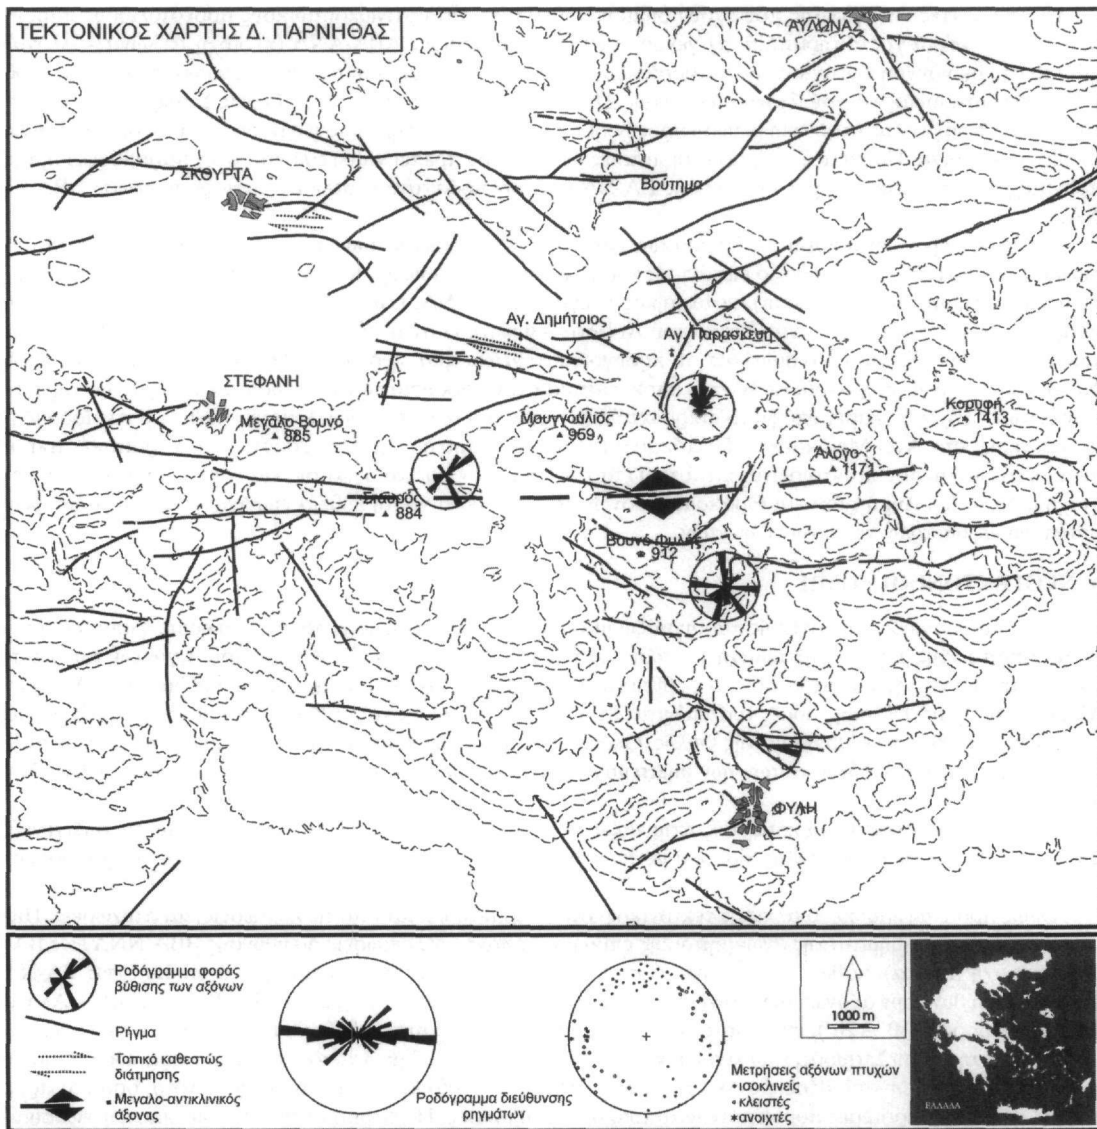 ΤΕΚΤΟΝΙΚΟΣ ΧΑΡΤΗΣ Δ. ΠΑΡΝΗΘΑΣ
ΑΥΛΩΝΑΣ
ΣΚΟΥΡΤΑ
Βούτημα
Αγ. Δημήτριος
Αγ. Παρασκευή
ΣΤΕΦΑΝΗ
Μεγάλο Βουνό
885
Μουγγούλιος
959
Κορυφή
1413
Άλογο
1171
Σταυρός
884
Βουνό Φυλής
912
ΦΥΛΗ
Ροδόγραμμα φοράς
βύθισης των αξόνων
Ρήγμα
Τοπικό καθεστώς
διάτμησης
Μεγαλο-αντικλινικός
άξονας
Ροδόγραμμα διεύθυνσης
ρηγμάτων
Μετρήσεις αξόνων πτυχών
ισοκλινείς
κλειστές
ανοιχτές
1000 m
ΕΛΛΑΔΑ